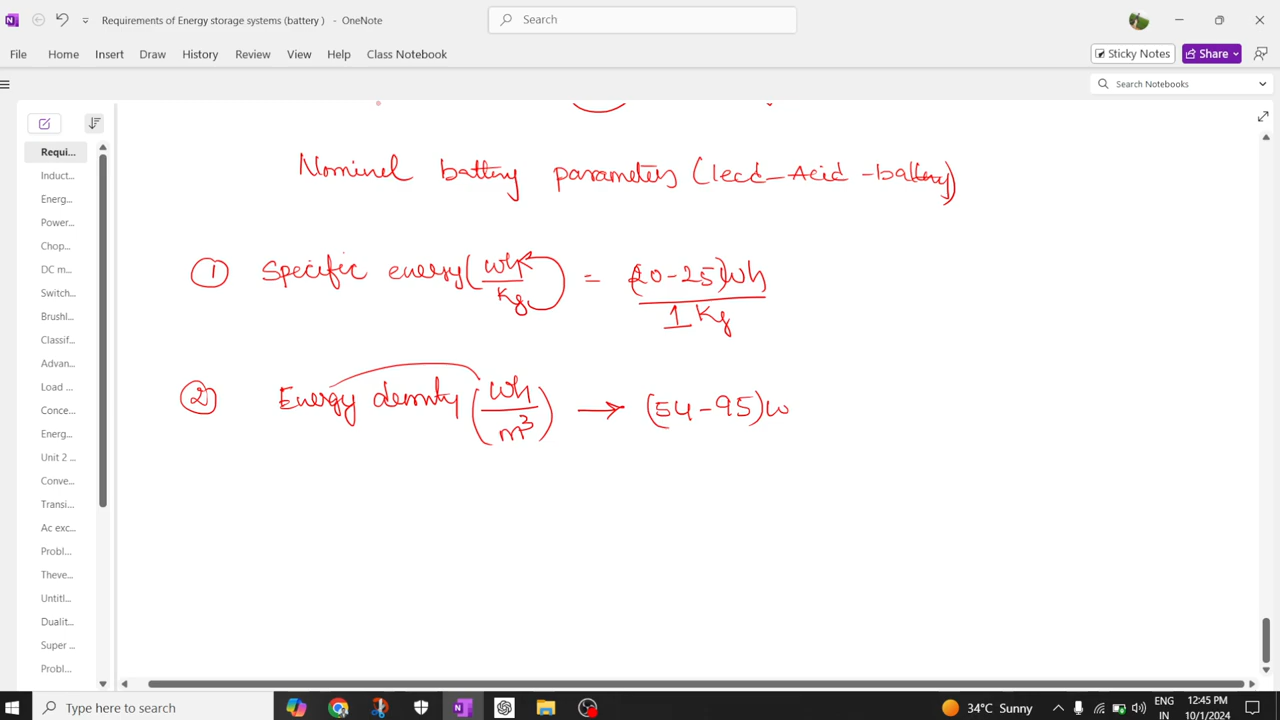 Requirements of Energy storage systems (battery ) - OneNote
Search
File Home Insert Draw History Review View Help Class Notebook
Sticky Notes Share
Search Notebooks
Requi...
Induct...
Energ...
Power...
Chop...
DC m...
Switch...
Brushl...
Classif...
Advan...
Load ...
Conce...
Energ...
Unit 2 ...
Conve...
Transi...
Ac exc...
Probl...
Theve...
Untitl...
Dualit...
Super ...
Probl...
Nominel battery parameters (lecd-Acid-battery)
① Specific energy (Wh/Kg) = (20-25)Wh/1 Kg
② Energy density (Wh/m³) → (54-95)w
Type here to search
34°C Sunny
ENG
IN
12:45 PM
10/1/2024